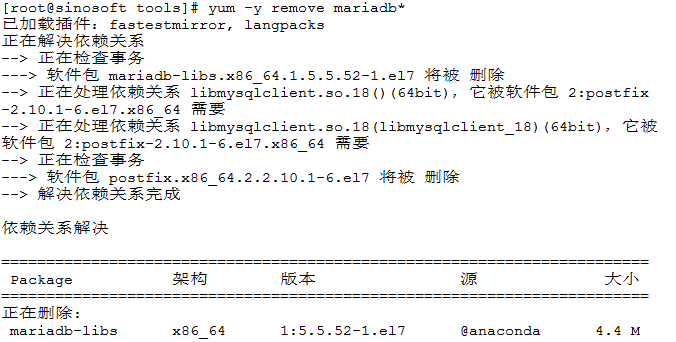 [root@sinosoft tools]# yum -y remove mariadb*
已加载插件：fastestmirror, langpacks
正在解决依赖关系
--> 正在检查事务
---> 软件包 mariadb-libs.x86_64.1.5.5.52-1.el7 将被 删除
--> 正在处理依赖关系 libmysqlclient.so.18()(64bit)，它被软件包 2:postfix
-2.10.1-6.el7.x86_64 需要
--> 正在处理依赖关系 libmysqlclient.so.18(libmysqlclient_18)(64bit)，它被
软件包 2:postfix-2.10.1-6.el7.x86_64 需要
--> 正在检查事务
---> 软件包 postfix.x86_64.2.2.10.1-6.el7 将被 删除
--> 解决依赖关系完成
依赖关系解决
================================================================================
Package 架构 版本 源 大小
================================================================================
正在删除:
mariadb-libs x86_64 1:5.5.52-1.el7 @anaconda 4.4 M